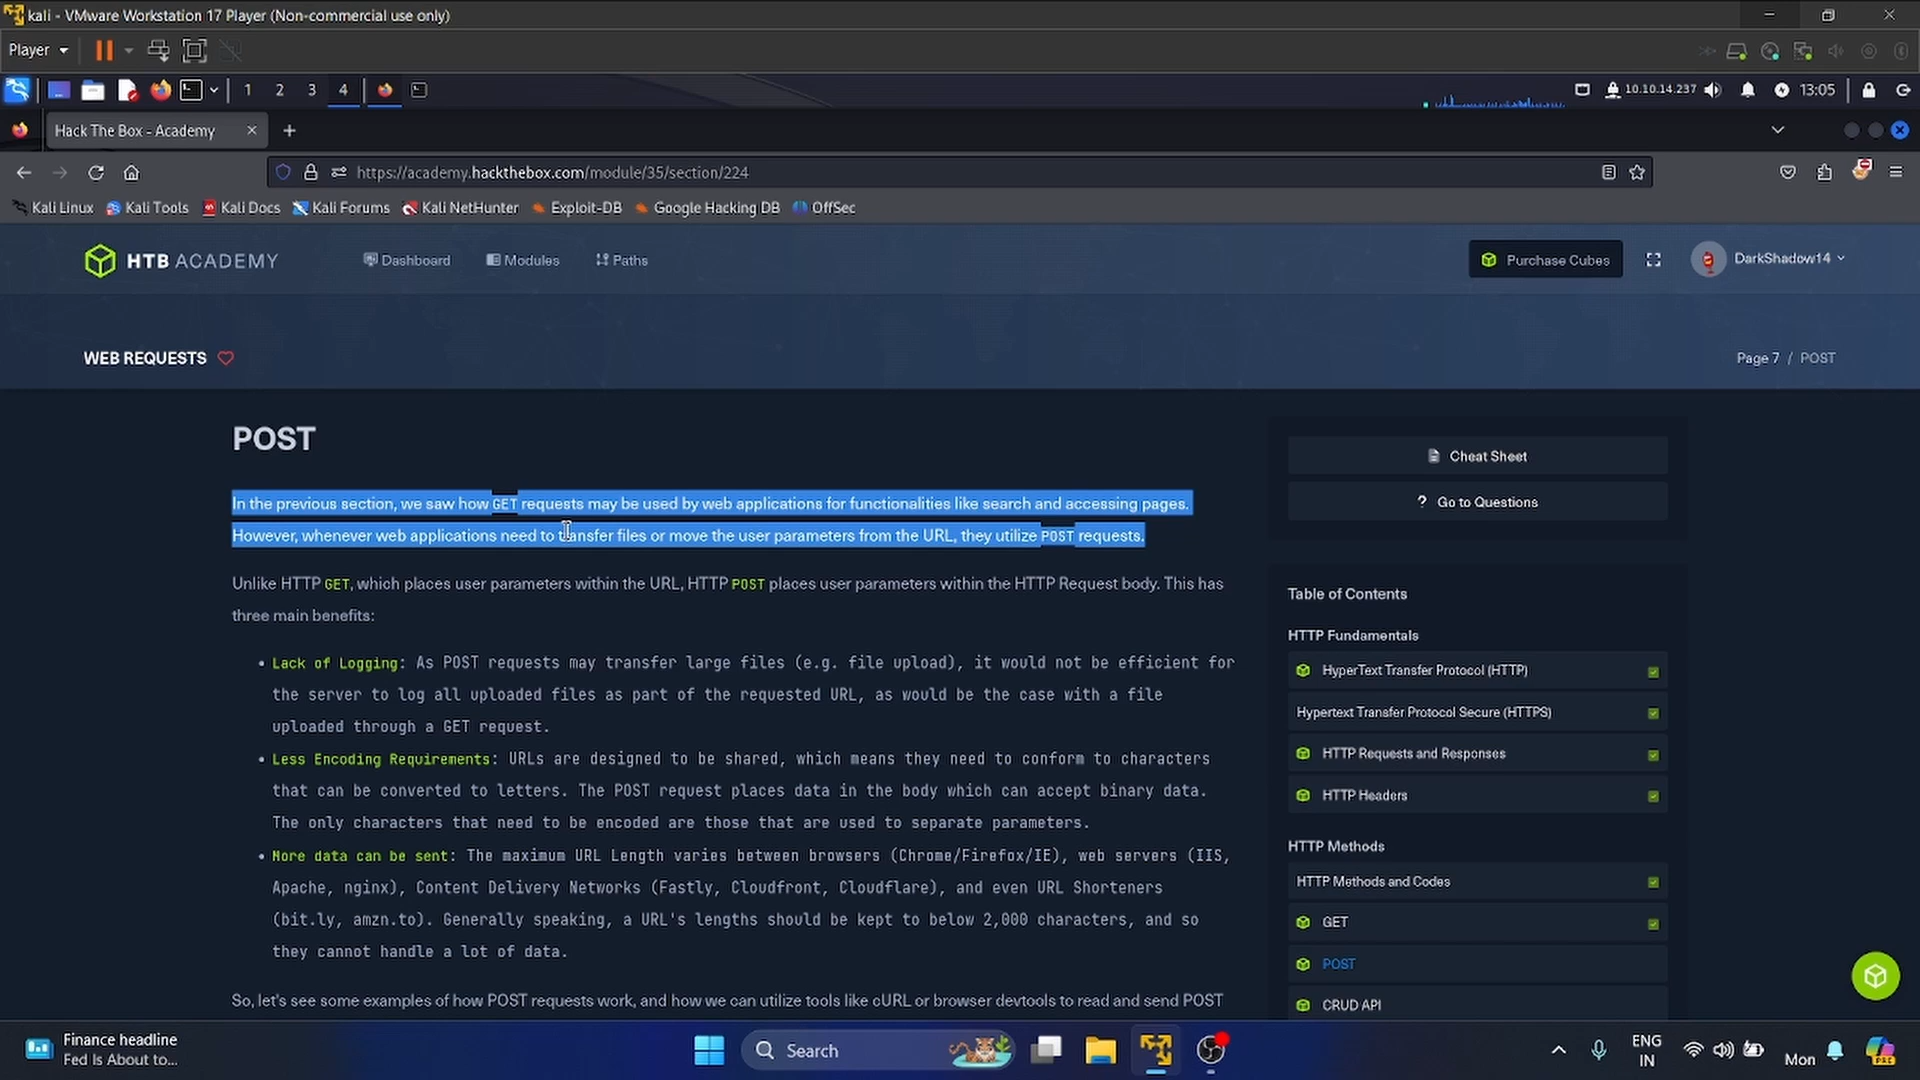 kali - VMware Workstation 17 Player (Non-commercial use only)
Player
1 2 3 4
10.10.14.237 13:05
Hack The Box - Academy
https://academy.hackthebox.com/module/35/section/224
Kali Linux Kali Tools Kali Docs Kali Forums Kali NetHunter Exploit-DB Google Hacking DB OffSec
HTB ACADEMY Dashboard Modules Paths Purchase Cubes DarkShadow14
WEB REQUESTS Page 7 / POST
POST
In the previous section, we saw how GET requests may be used by web applications for functionalities like search and accessing pages.
However, whenever web applications need to transfer files or move the user parameters from the URL, they utilize POST requests.
Unlike HTTP GET, which places user parameters within the URL, HTTP POST places user parameters within the HTTP Request body. This has
three main benefits:
• Lack of Logging: As POST requests may transfer large files (e.g. file upload), it would not be efficient for
the server to log all uploaded files as part of the requested URL, as would be the case with a file
uploaded through a GET request.
• Less Encoding Requirements: URLs are designed to be shared, which means they need to conform to characters
that can be converted to letters. The POST request places data in the body which can accept binary data.
The only characters that need to be encoded are those that are used to separate parameters.
• More data can be sent: The maximum URL Length varies between browsers (Chrome/Firefox/IE), web servers (IIS,
Apache, nginx), Content Delivery Networks (Fastly, Cloudfront, Cloudflare), and even URL Shorteners
(bit.ly, amzn.to). Generally speaking, a URL's lengths should be kept to below 2,000 characters, and so
they cannot handle a lot of data.
So, let's see some examples of how POST requests work, and how we can utilize tools like cURL or browser devtools to read and send POST
Cheat Sheet
? Go to Questions
Table of Contents
HTTP Fundamentals
HyperText Transfer Protocol (HTTP)
Hypertext Transfer Protocol Secure (HTTPS)
HTTP Requests and Responses
HTTP Headers
HTTP Methods
HTTP Methods and Codes
GET
POST
CRUD API
Finance headline
Fed Is About to...
Search
ENG
IN
Mon
PRE